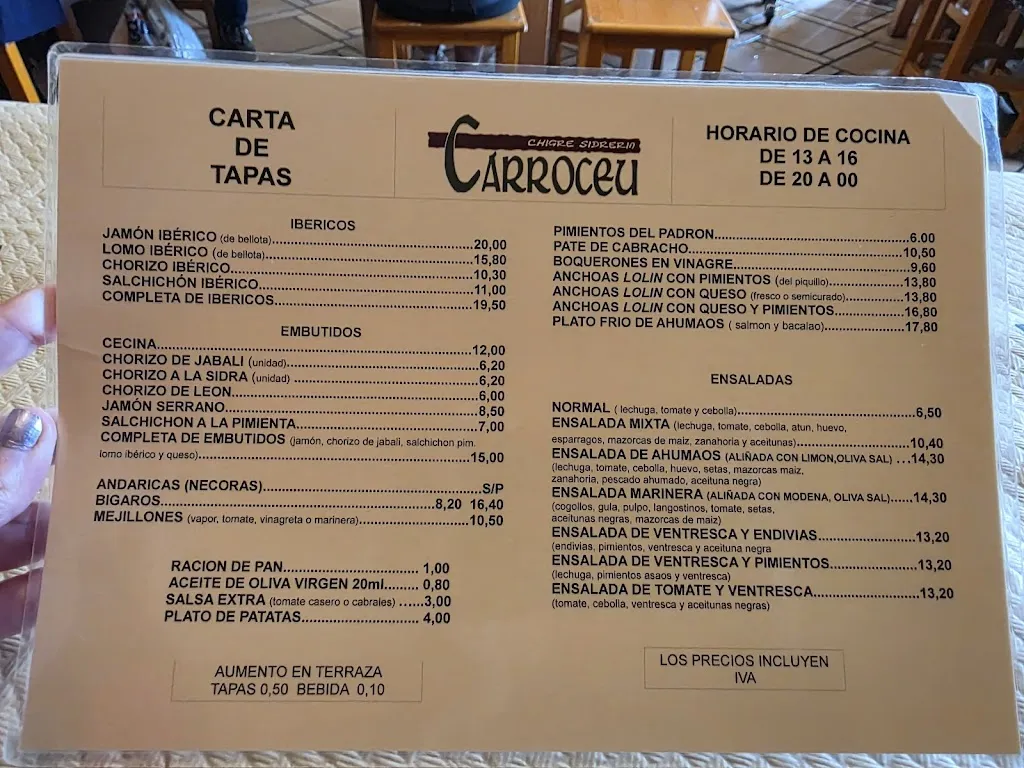 CARTA
DE
TAPAS
CHIGRE SIDRERIA
CARROCEU
HORARIO DE COCINA
DE 13 A 16
DE 20 A 00
IBERICOS
JAMÓN IBÉRICO (de bellota)....................................................20,00
LOMO IBÉRICO (de bellota)....................................................15,80
CHORIZO IBÉRICO............................................................10,30
SALCHICHÓN IBÉRICO......................................................11,00
COMPLETA DE IBERICOS..................................................19,50
EMBUTIDOS
CECINA................................................................................12,00
CHORIZO DE JABALI (unidad)..................................................6,20
CHORIZO A LA SIDRA (unidad) ................................................6,20
CHORIZO DE LEON..............................................................6,00
JAMÓN SERRANO................................................................8,50
SALCHICHON A LA PIMIENTA..............................................7,00
COMPLETA DE EMBUTIDOS (jamón, chorizo de jabali, salchichon pim.
lomo ibérico y queso)..................................................................15,00
ANDARICAS (NECORAS)......................................................S/P
BIGAROS.......................................................................8,20 16,40
MEJILLONES (vapor, tomate, vinagreta o marinera)............................10,50
RACION DE PAN................................ 1,00
ACEITE DE OLIVA VIRGEN 20ml........ 0,80
SALSA EXTRA (tomate casero o cabrales) ......3,00
PLATO DE PATATAS............................ 4,00
AUMENTO EN TERRAZA
TAPAS 0,50 BEBIDA 0,10
PIMIENTOS DEL PADRON..............................................6.00
PATE DE CABRACHO......................................................10,50
BOQUERONES EN VINAGRE............................................9,60
ANCHOAS LOLIN CON PIMIENTOS (del piquillo)..........................13,80
ANCHOAS LOLIN CON QUESO (fresco o semicurado)....................13,80
ANCHOAS LOLIN CON QUESO Y PIMIENTOS......................16,80
PLATO FRIO DE AHUMAOS ( salmon y bacalao)........................17,80
ENSALADAS
NORMAL ( lechuga, tomate y cebolla)..............................................6,50
ENSALADA MIXTA (lechuga, tomate, cebolla, atun, huevo,
esparragos, mazorcas de maiz, zanahoria y aceitunas)..............................10,40
ENSALADA DE AHUMAOS (ALIÑADA CON LIMON,OLIVA SAL) ...14,30
(lechuga, tomate, cebolla, huevo, setas, mazorcas maiz,
zanahoria, pescado ahumado, aceituna negra)
ENSALADA MARINERA (ALIÑADA CON MODENA, OLIVA SAL)......14,30
(cogollos, gula, pulpo, langostinos, tomate, setas,
aceitunas negras, mazorcas de maiz)
ENSALADA DE VENTRESCA Y ENDIVIAS........................13,20
(endivias, pimientos, ventresca y aceituna negra
ENSALADA DE VENTRESCA Y PIMIENTOS......................13,20
(lechuga, pimientos asaos y ventresca)
ENSALADA DE TOMATE Y VENTRESCA............................13,20
(tomate, cebolla, ventresca y aceitunas negras)
LOS PRECIOS INCLUYEN
IVA